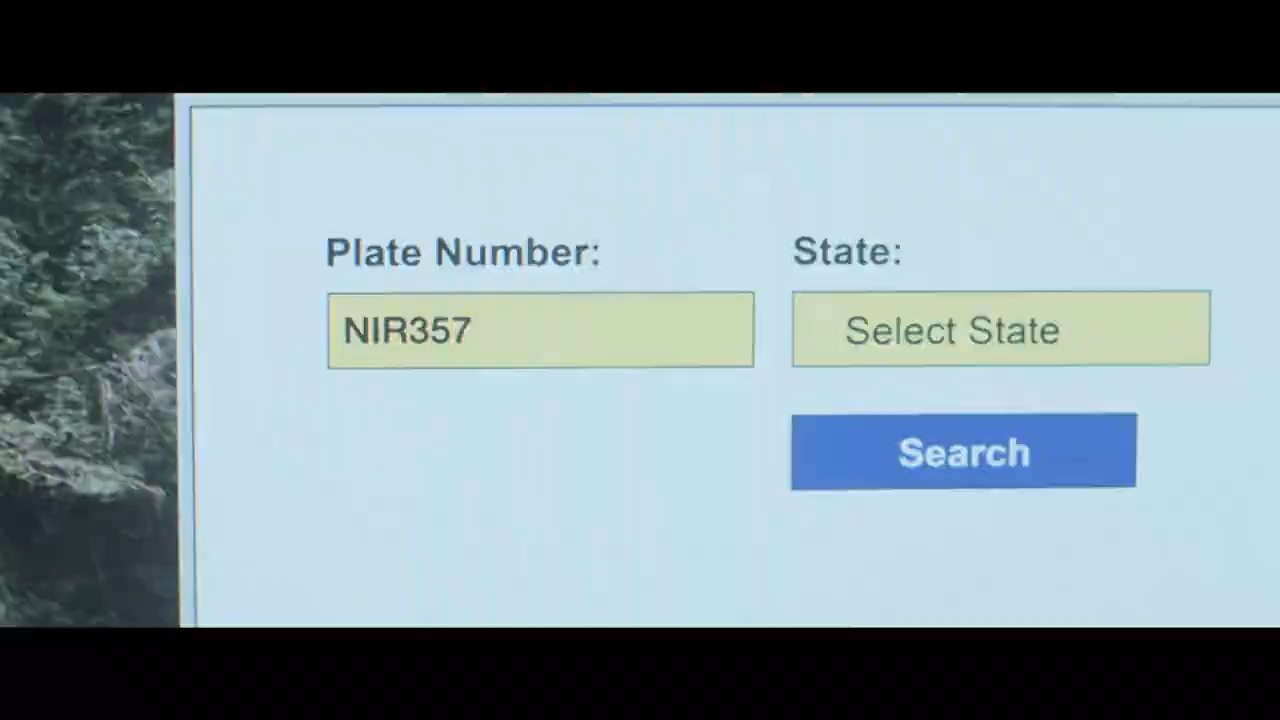 Plate Number:
State:
NIR357
Select State
Search